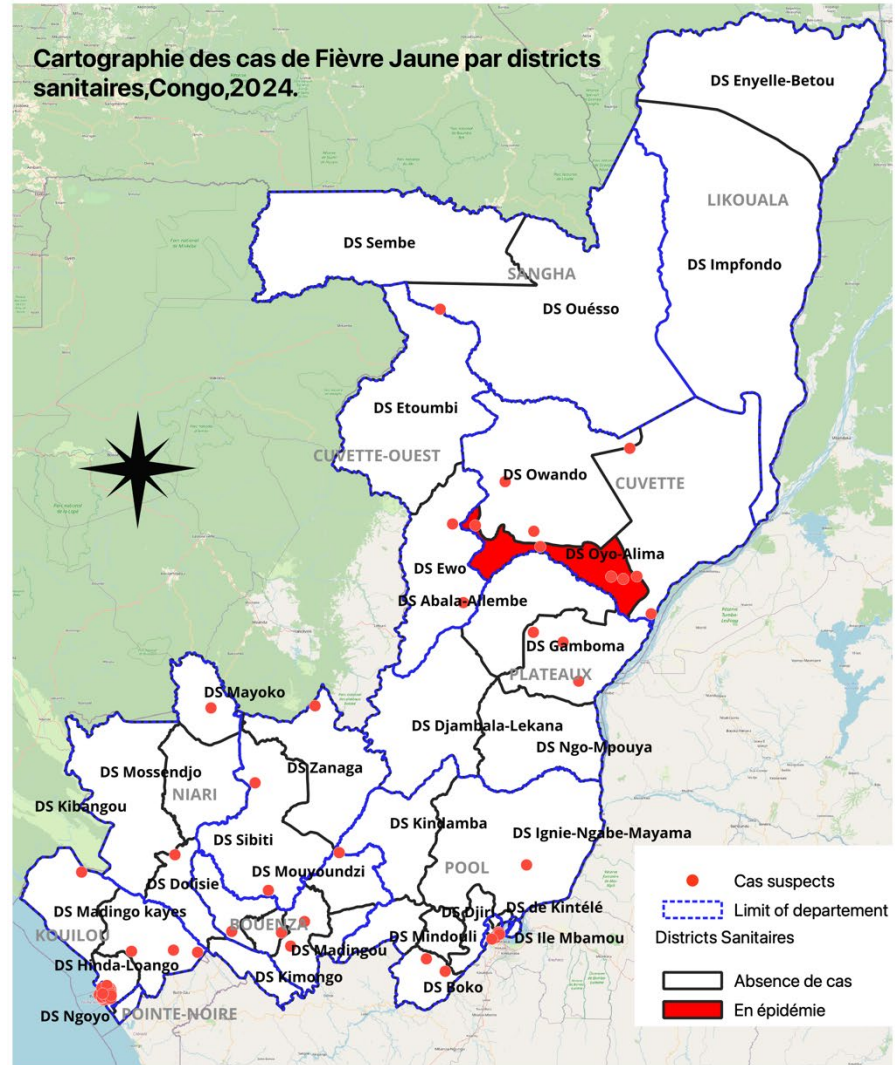 Cartographie des cas de Fièvre Jaune par districts
sanitaires,Congo,2024.
DS Enyelle-Betou
LIKOUALA
DS Sembe
DS Impfondo
SANGHA
DS Ouésso
DS Etoumbi
CUVETTE-OUEST
DS Owando
CUVETTE
DS Oyo-Alima
DS Ewo
DS Abala-Allembe
DS Gamboma
PLATEAUX
DS Mayoko
DS Djambala-Lekana
DS Ngo-Mpouya
DS Zanaga
DS Mossendjo
NIARI
DS Kibangou
DS Kindamba
DS Ignie-Ngabe-Mayama
DS Sibiti
POOL
DS Mouyoundzi
DS Dolisie
DS Madingo kayes
DS Djiri
DS de Kintélé
BOUENZA
KOUILOU
DS Mindouli
DS Ile Mbamou
DS Madingou
DS Hinda-Loango
DS Kimongo
DS Boko
DS Ngoyo
POINTE-NOIRE
Cas suspects
Limit of departement
Districts Sanitaires
Absence de cas
En épidémie